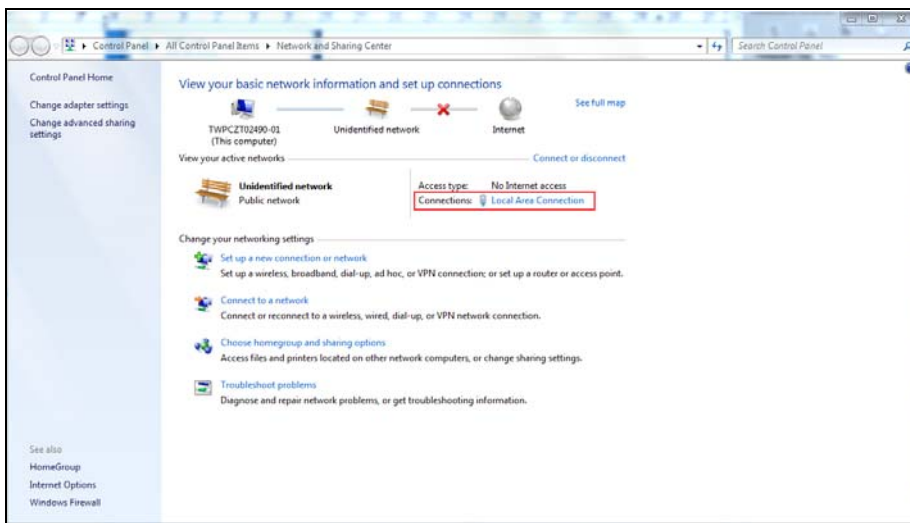 Control Panel ▸ All Control Panel Items ▸ Network and Sharing Center
Search Control Panel
Control Panel Home
Change adapter settings
Change advanced sharing
settings
See also
HomeGroup
Internet Options
Windows Firewall
View your basic network information and set up connections
See full map
TWPCZT02490-01
(This computer)
Unidentified network
Internet
View your active networks
Connect or disconnect
Unidentified network
Public network
Access type: No Internet access
Connections: Local Area Connection
Change your networking settings
Set up a new connection or network
Set up a wireless, broadband, dial-up, ad hoc, or VPN connection; or set up a router or access point.
Connect to a network
Connect or reconnect to a wireless, wired, dial-up, or VPN network connection.
Choose homegroup and sharing options
Access files and printers located on other network computers, or change sharing settings.
Troubleshoot problems
Diagnose and repair network problems, or get troubleshooting information.